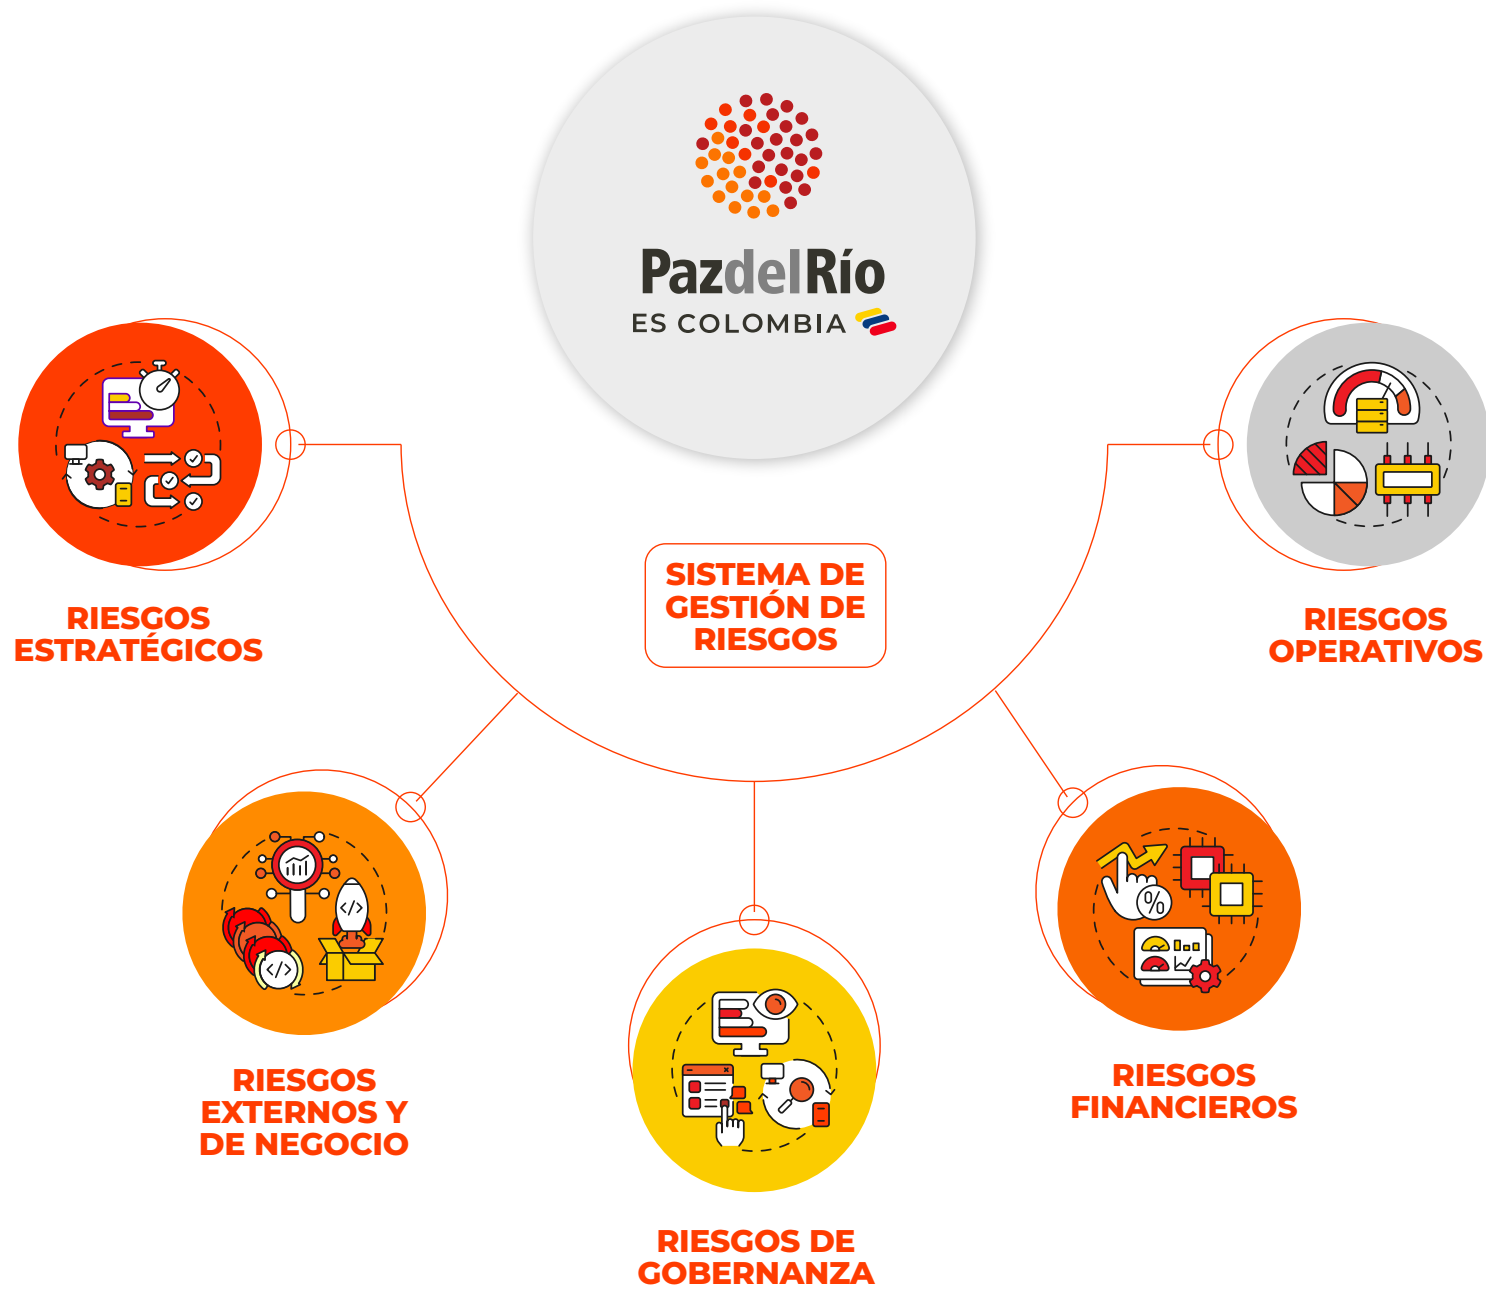 PazdelRío
ES COLOMBIA
SISTEMA DE
GESTIÓN DE
RIESGOS
RIESGOS
ESTRATÉGICOS
RIESGOS
OPERATIVOS
RIESGOS
EXTERNOS Y
DE NEGOCIO
</>
</>
RIESGOS
FINANCIEROS
%
RIESGOS DE
GOBERNANZA